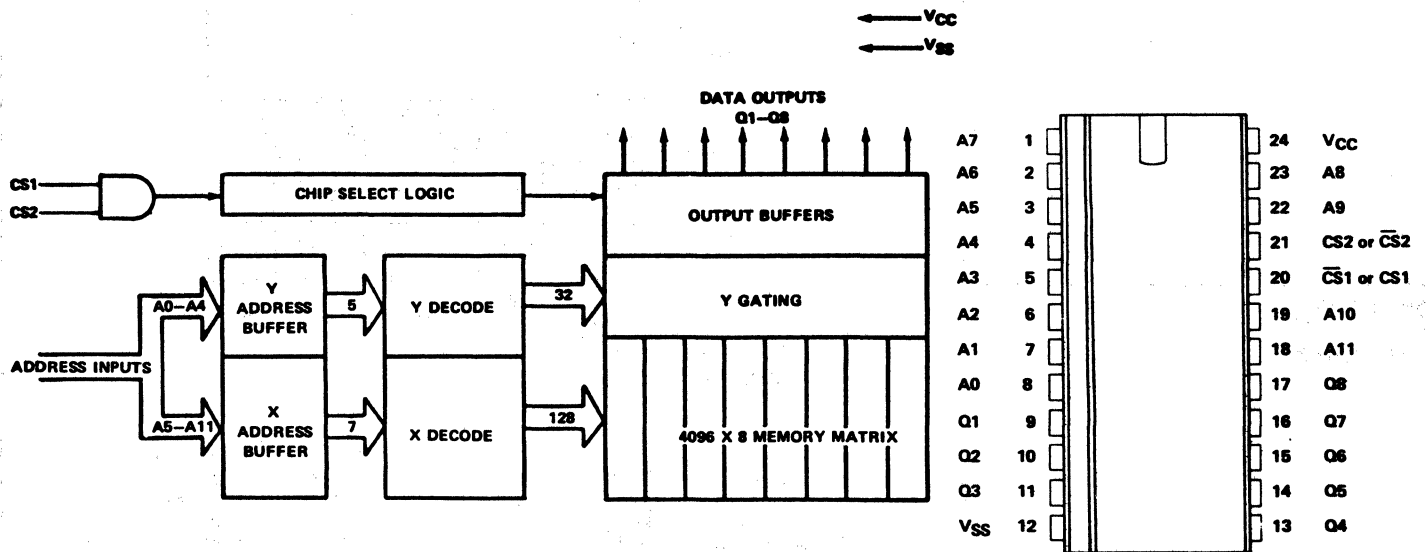 VCC
VSS
DATA OUTPUTS
Q1–Q8
CS1
CS2
CHIP SELECT LOGIC
OUTPUT BUFFERS
ADDRESS INPUTS
A0–A4
Y
ADDRESS
BUFFER
5
Y DECODE
32
Y GATING
A5–A11
X
ADDRESS
BUFFER
7
X DECODE
128
4096 X 8 MEMORY MATRIX
A7 1 24 VCC
A6 2 23 A8
A5 3 22 A9
A4 4 21 CS2 or C̅S̅2
A3 5 20 C̅S̅1 or CS1
A2 6 19 A10
A1 7 18 A11
A0 8 17 Q8
Q1 9 16 Q7
Q2 10 15 Q6
Q3 11 14 Q5
VSS 12 13 Q4